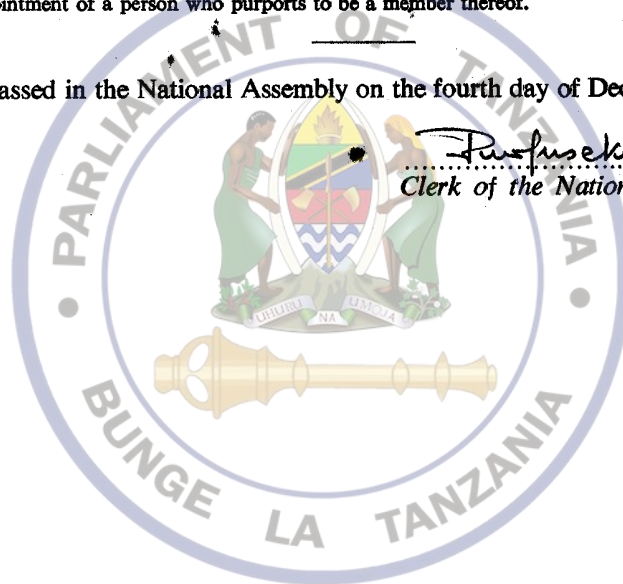 ointment of a person who purports to be a member thereof.
assed in the National Assembly on the fourth day of Dec
Clerk of the Nation
PARLIAMENT OF TANZANIA
UHURU NA UMOJA
BUNGE LA TANZANIA